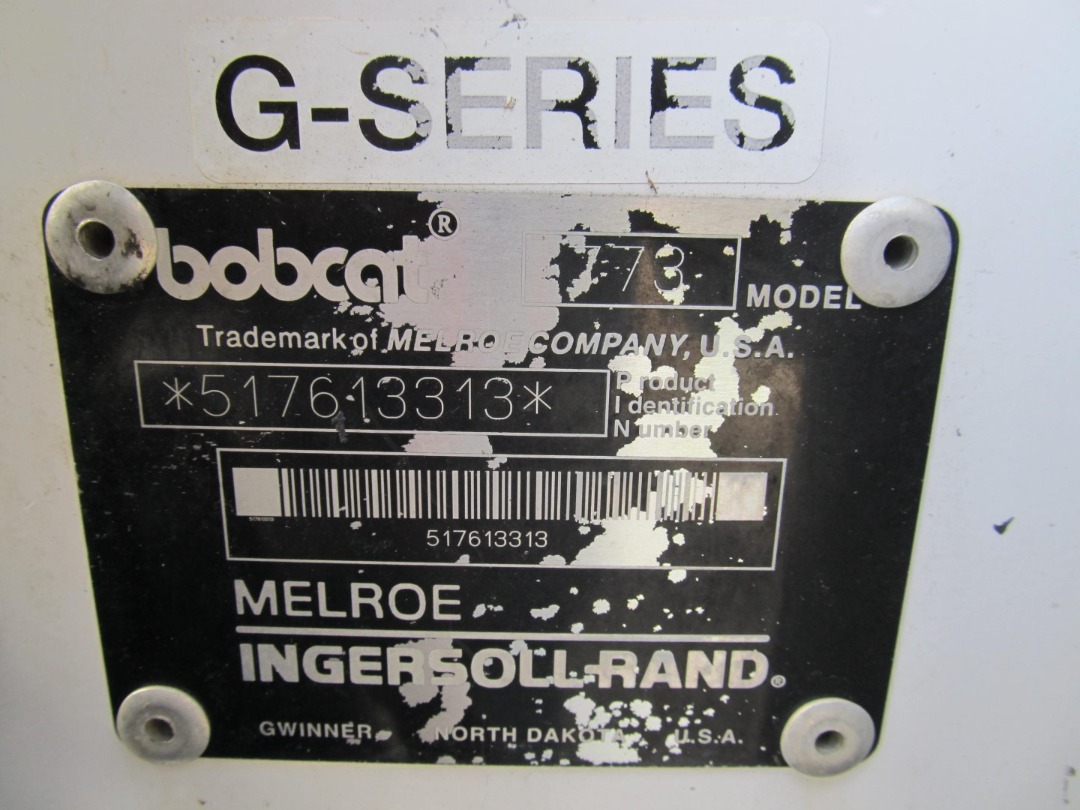 G-SERIES
bobcat® 773 MODEL
Trademark of MELROE COMPANY, U.S.A.
*517613313* Product
Identification
Number
517613313
MELROE
INGERSOLL-RAND®
GWINNER, NORTH DAKOTA U.S.A.